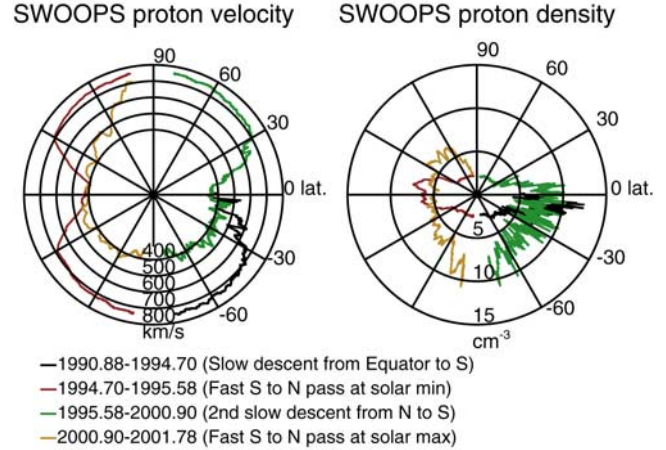 SWOOPS proton velocity
SWOOPS proton density
90
60
30
0 lat.
-30
-60
400
500
600
700
800
km/s
90
60
30
0 lat.
-30
-60
5
10
15
cm-3
1990.88-1994.70 (Slow descent from Equator to S)
1994.70-1995.58 (Fast S to N pass at solar min)
1995.58-2000.90 (2nd slow descent from N to S)
2000.90-2001.78 (Fast S to N pass at solar max)